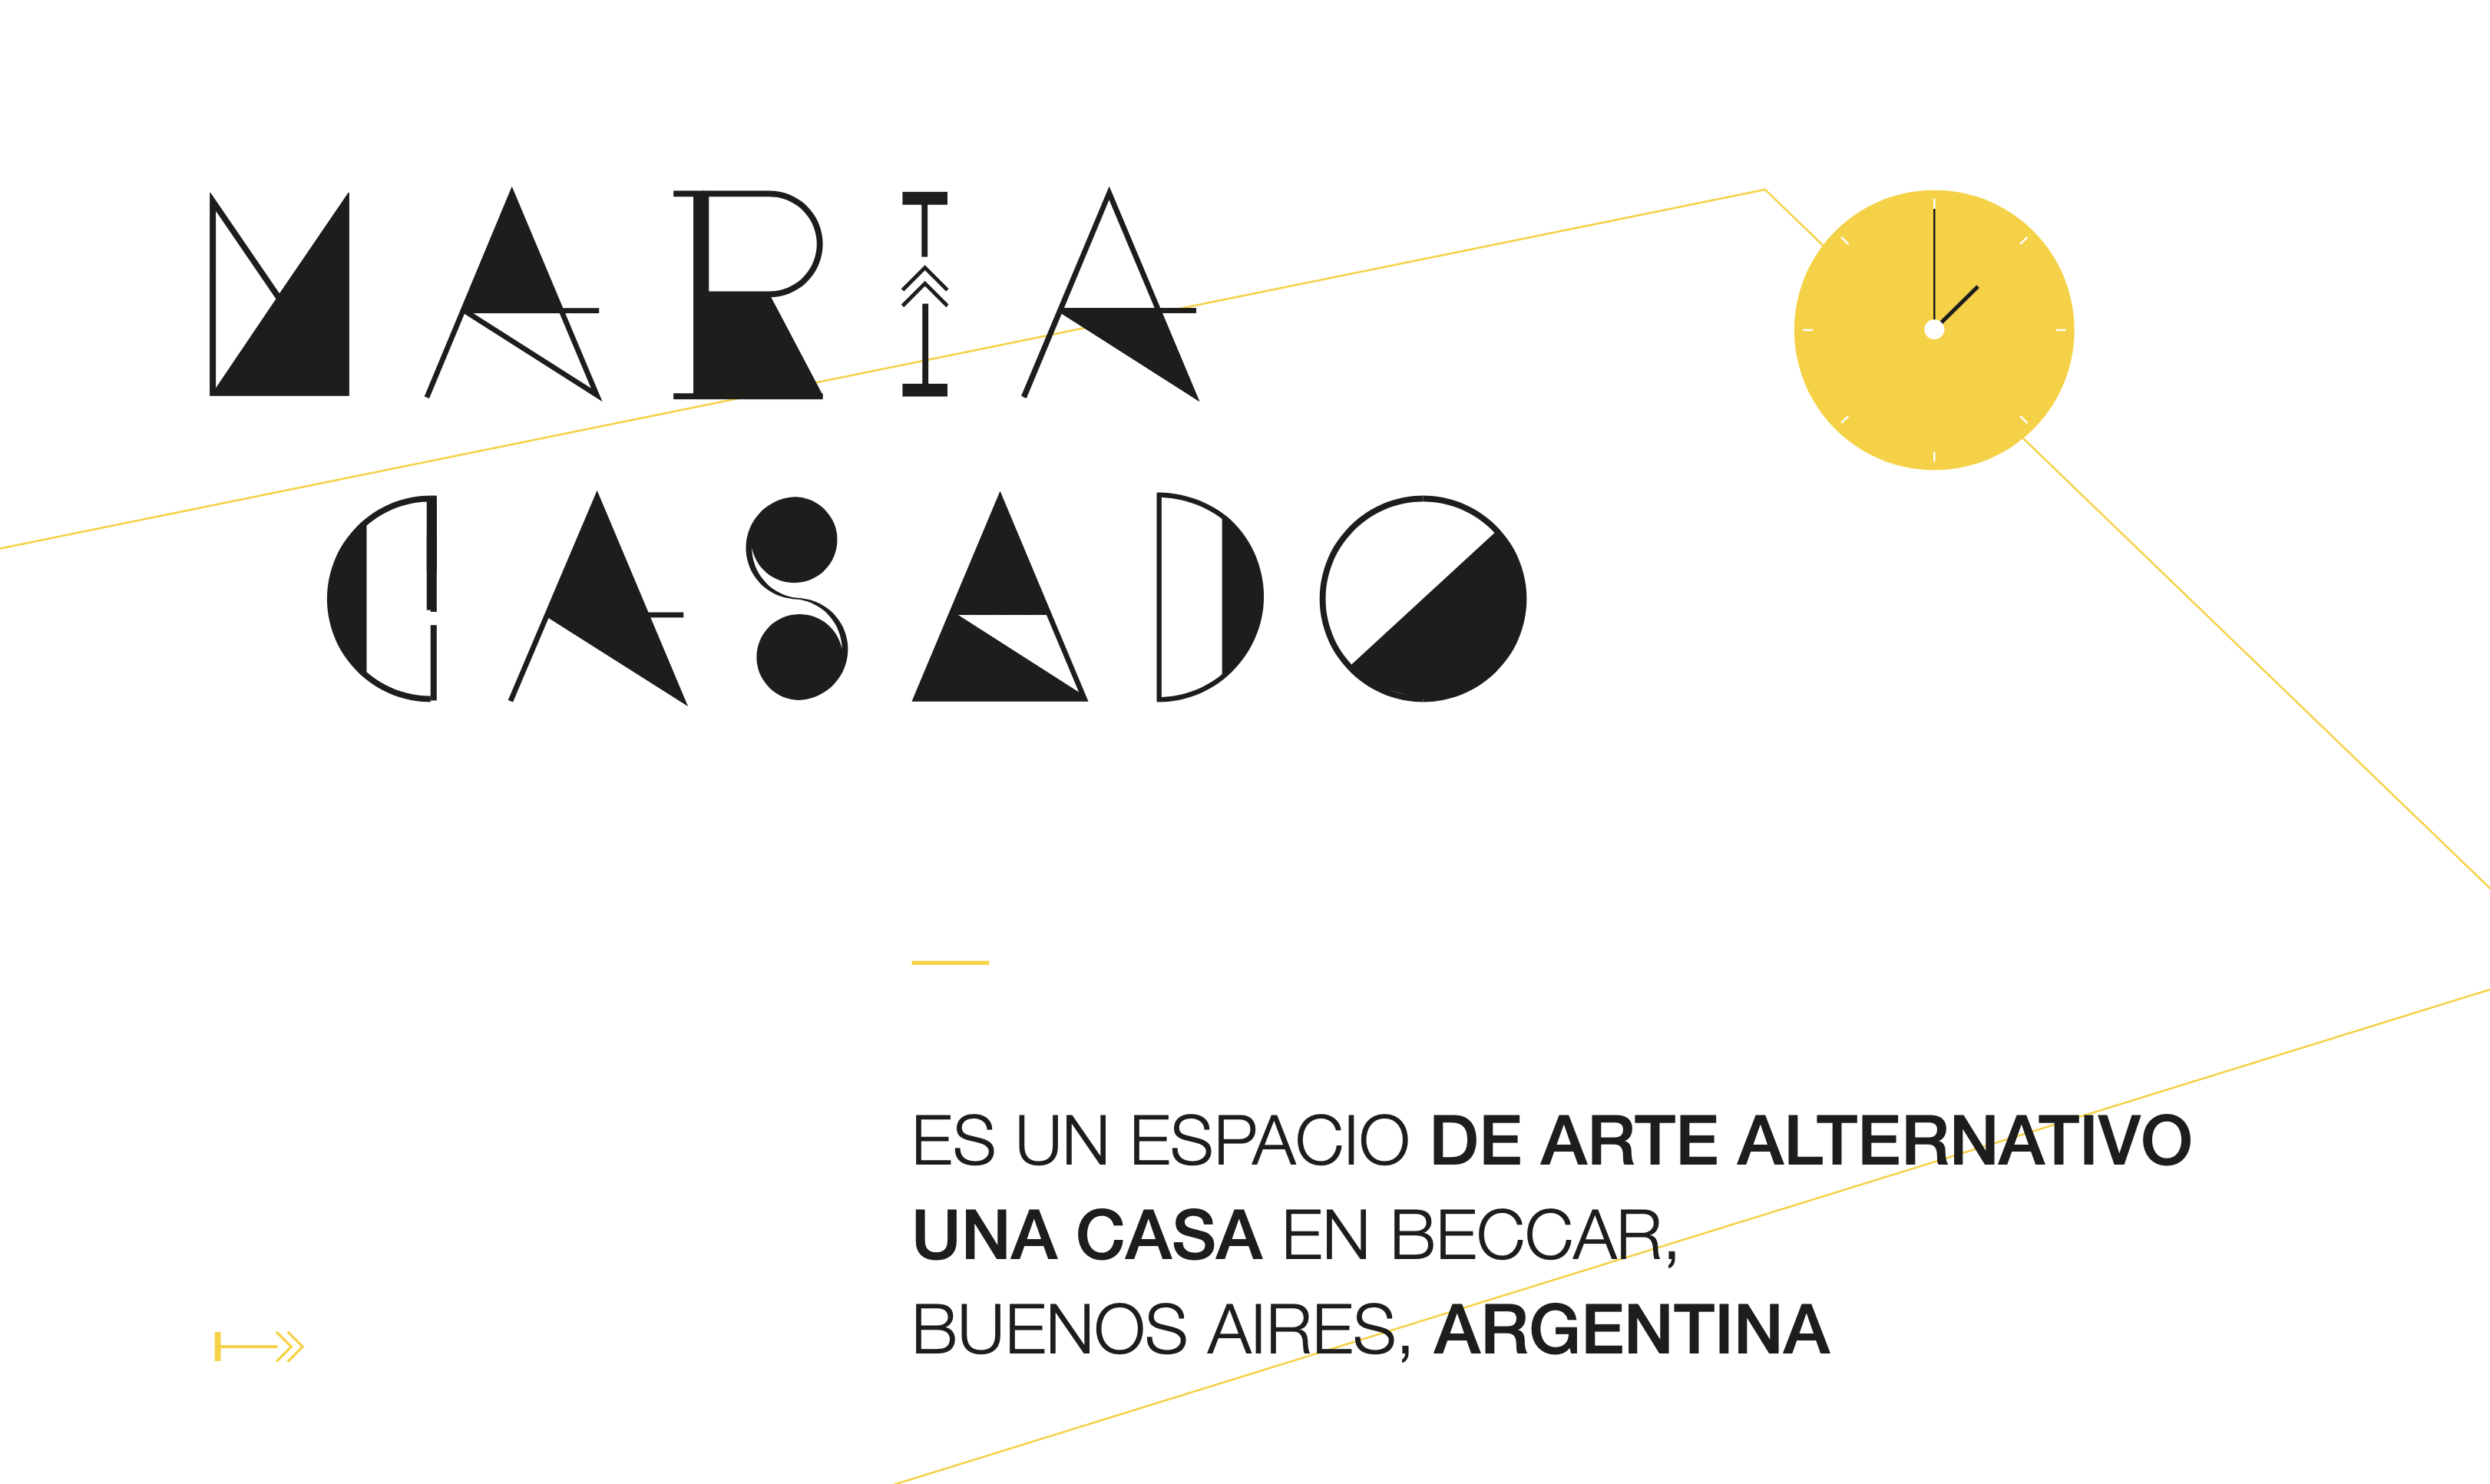 MARIA
CASADO
ES UN ESPACIO DE ARTE ALTERNATIVO
UNA CASA EN BECCAR,
BUENOS AIRES, ARGENTINA